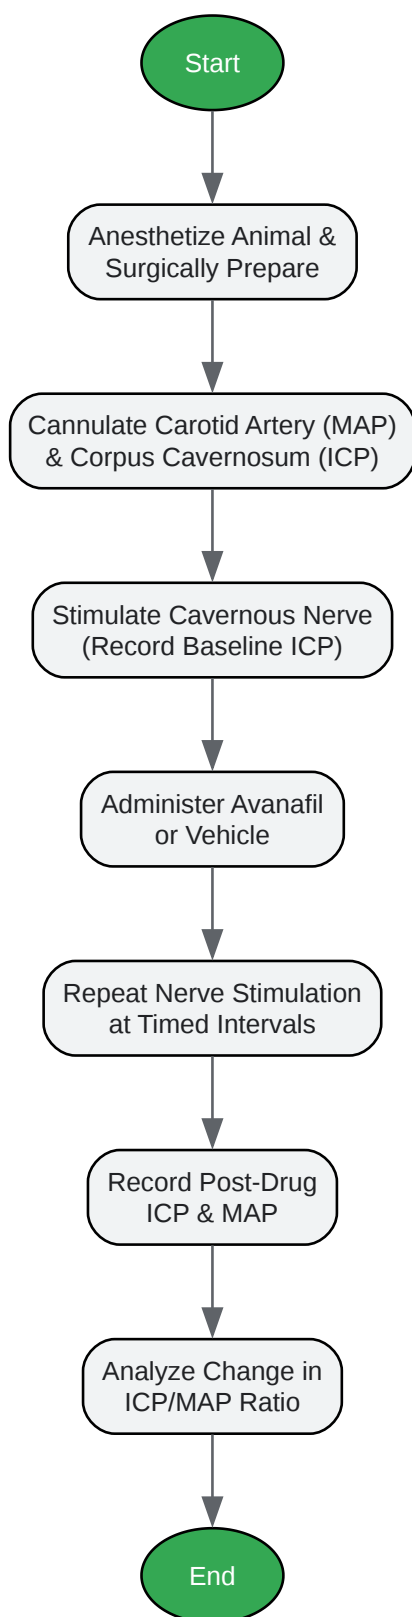 Start
Anesthetize Animal &
Surgically Prepare
Cannulate Carotid Artery (MAP)
& Corpus Cavernosum (ICP)
Stimulate Cavernous Nerve
(Record Baseline ICP)
Administer Avanafil
or Vehicle
Repeat Nerve Stimulation
at Timed Intervals
Record Post-Drug
ICP & MAP
Analyze Change in
ICP/MAP Ratio
End